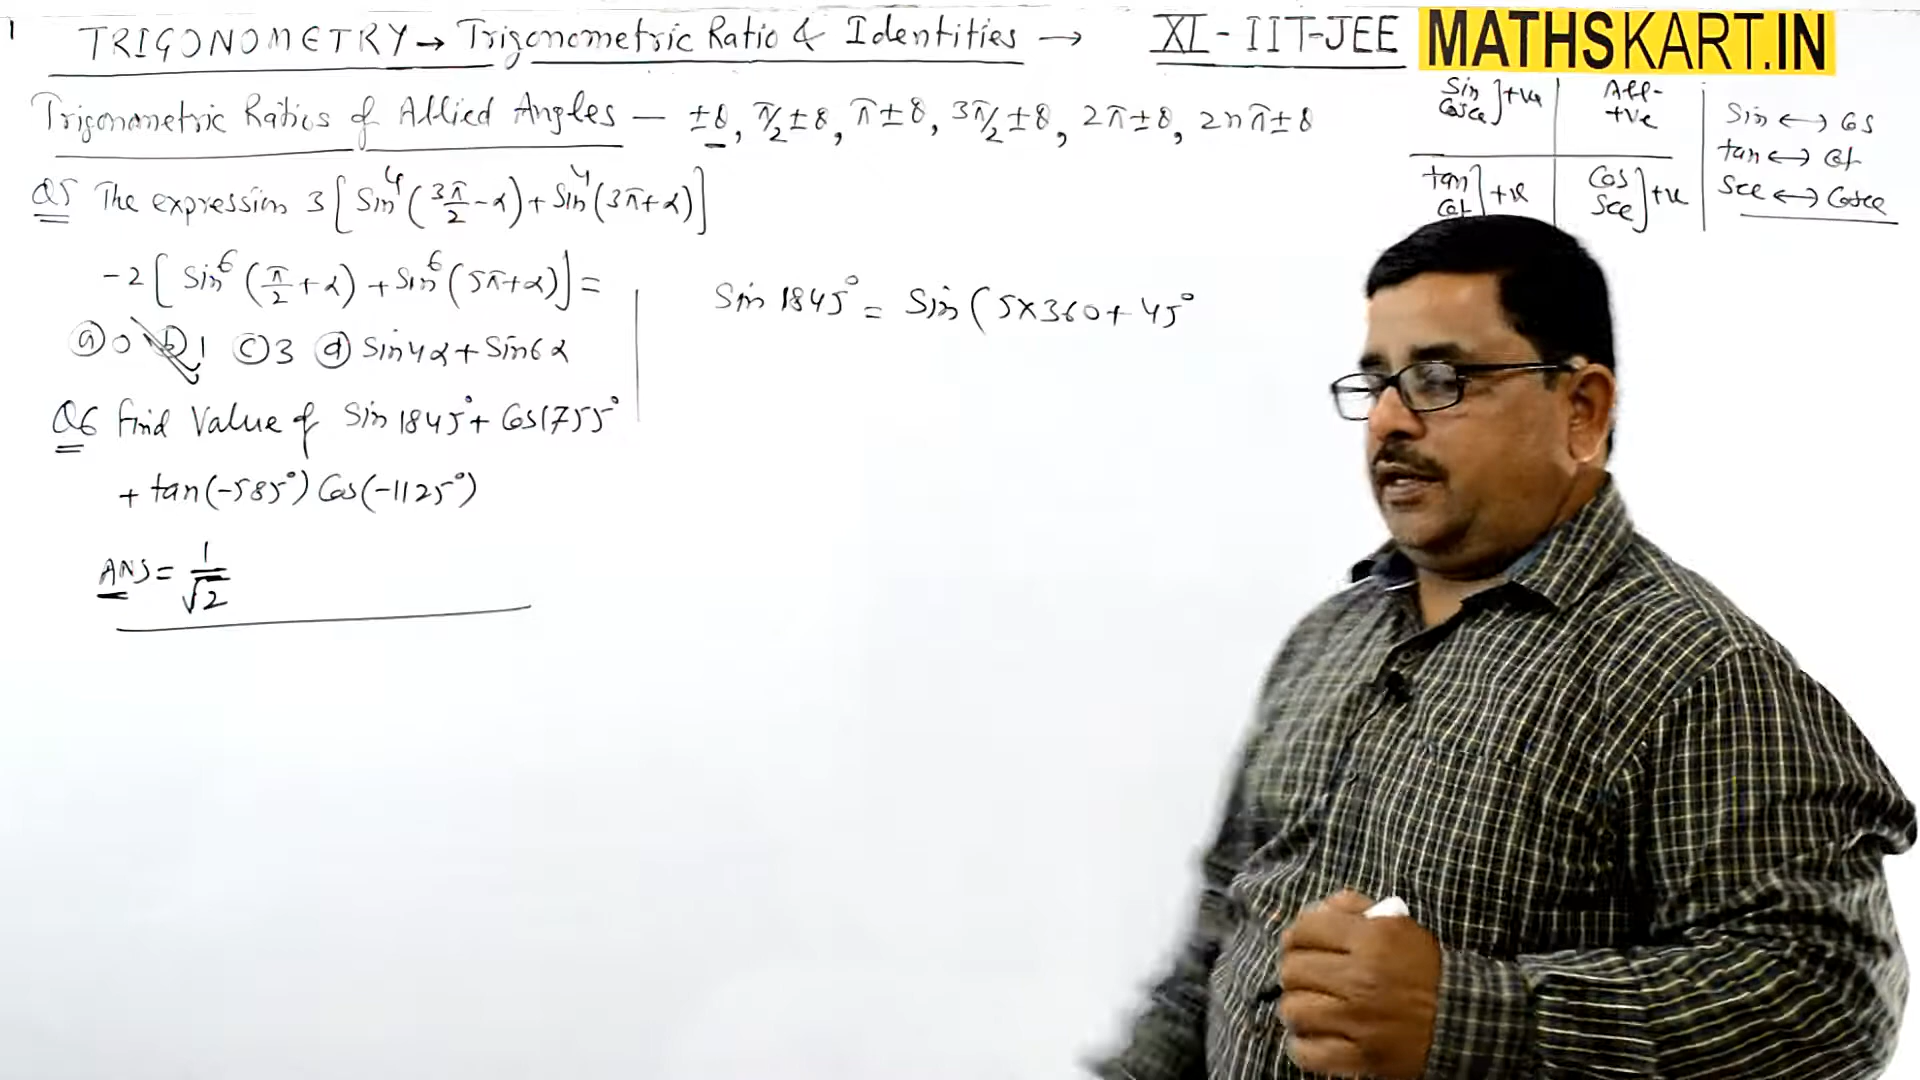 1
TRIGONOMETRY → Trigonometric Ratio & Identities → XI - IIT-JEE
MATHSKART.IN
Trigonometric Ratios of Allied Angles — ±θ, π/2±θ, π±θ, 3π/2±θ, 2π±θ, 2nπ±θ
Sin Cosec ] +ve
All- +ve
tan Cot ] +ve
Cos Sec ] +ve
Sin ↔ Cos
tan ↔ Cot
Sec ↔ Cosec
Q5 The expression 3[Sin⁴(3π/2 - α) + Sin⁴(3π+α)]
-2[Sin⁶(π/2+α) + Sin⁶(5π+α)] =
ⓐ 0 ⓑ 1 ⓒ 3 ⓓ Sin4α + Sin6α
Q6 Find Value of Sin 1845° + Cos1755°
+ tan(-585°) Cos(-1125°)
ANS = 1/√2
Sin 1845° = Sin (5×360+45°